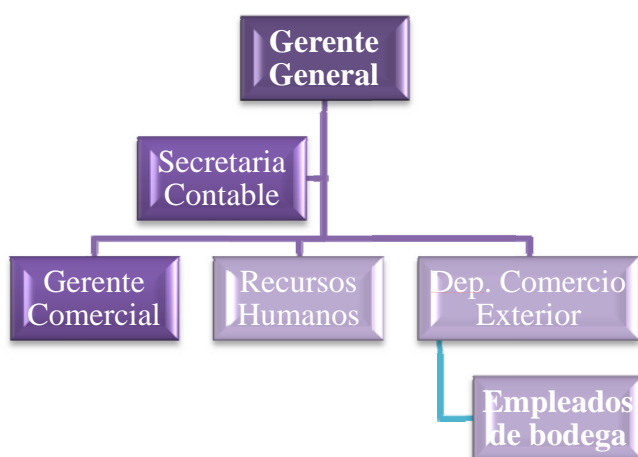 Gerente
General
Secretaria
Contable
Gerente
Comercial
Recursos
Humanos
Dep. Comercio
Exterior
Empleados
de bodega